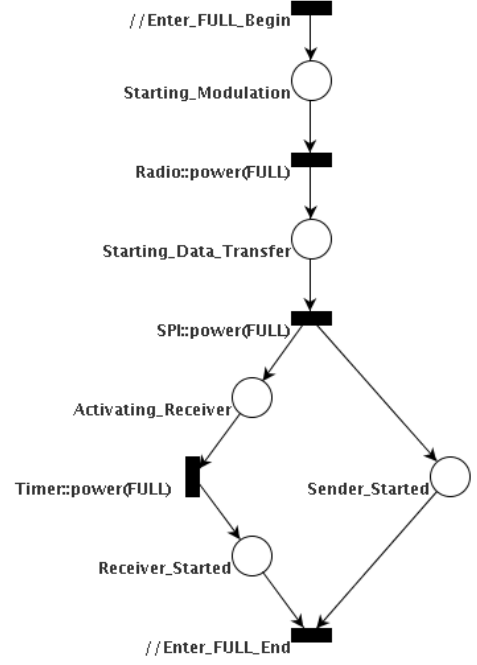 //Enter_FULL_Begin
Starting_Modulation
Radio::power(FULL)
Starting_Data_Transfer
SPI::power(FULL)
Activating_Receiver
Timer::power(FULL)
Sender_Started
Receiver_Started
//Enter_FULL_End